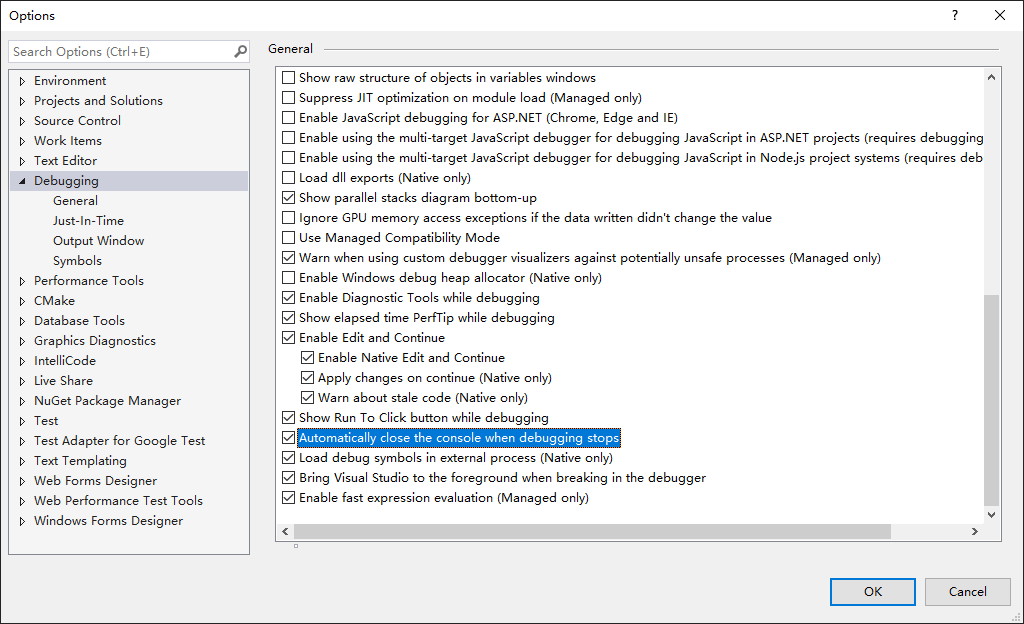 Options
?
Search Options (Ctrl+E)
Environment
Projects and Solutions
Source Control
Work Items
Text Editor
Debugging
General
Just-In-Time
Output Window
Symbols
Performance Tools
CMake
Database Tools
Graphics Diagnostics
IntelliCode
Live Share
NuGet Package Manager
Test
Test Adapter for Google Test
Text Templating
Web Forms Designer
Web Performance Test Tools
Windows Forms Designer
General
Show raw structure of objects in variables windows
Suppress JIT optimization on module load (Managed only)
Enable JavaScript debugging for ASP.NET (Chrome, Edge and IE)
Enable using the multi-target JavaScript debugger for debugging JavaScript in ASP.NET projects (requires debugging
Enable using the multi-target JavaScript debugger for debugging JavaScript in Node.js project systems (requires deb
Load dll exports (Native only)
Show parallel stacks diagram bottom-up
Ignore GPU memory access exceptions if the data written didn't change the value
Use Managed Compatibility Mode
Warn when using custom debugger visualizers against potentially unsafe processes (Managed only)
Enable Windows debug heap allocator (Native only)
Enable Diagnostic Tools while debugging
Show elapsed time PerfTip while debugging
Enable Edit and Continue
Enable Native Edit and Continue
Apply changes on continue (Native only)
Warn about stale code (Native only)
Show Run To Click button while debugging
Automatically close the console when debugging stops
Load debug symbols in external process (Native only)
Bring Visual Studio to the foreground when breaking in the debugger
Enable fast expression evaluation (Managed only)
OK
Cancel